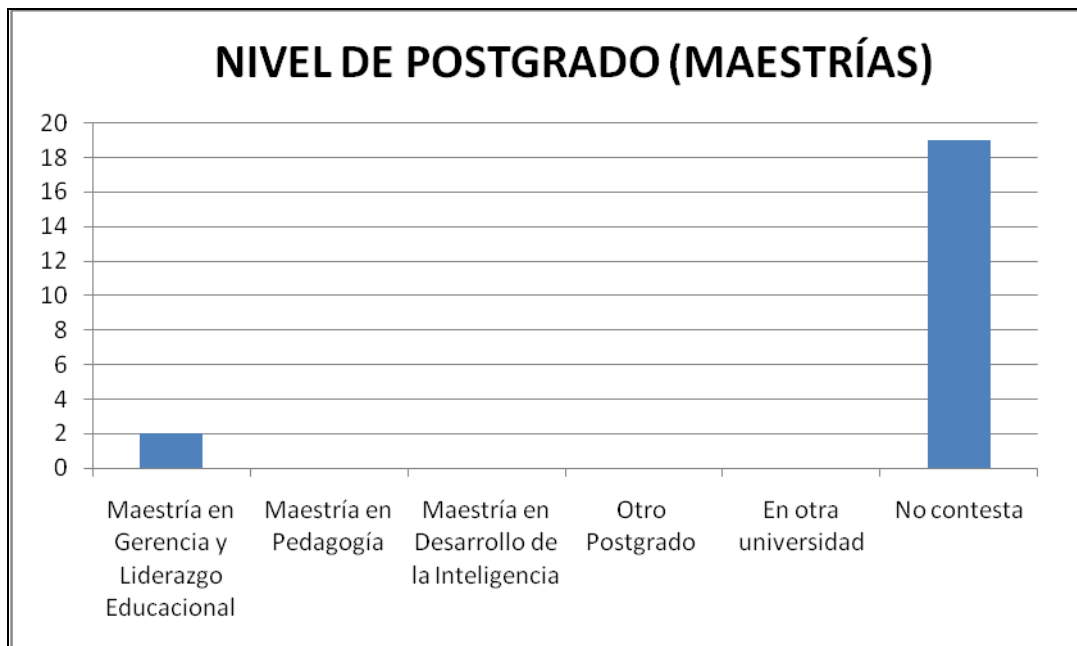 NIVEL DE POSTGRADO (MAESTRÍAS)
20
18
16
14
12
10
8
6
4
2
0
Maestría en
Gerencia y
Liderazgo
Educacional
Maestría en
Pedagogía
Maestría en
Desarrollo de
la Inteligencia
Otro
Postgrado
En otra
universidad
No contesta